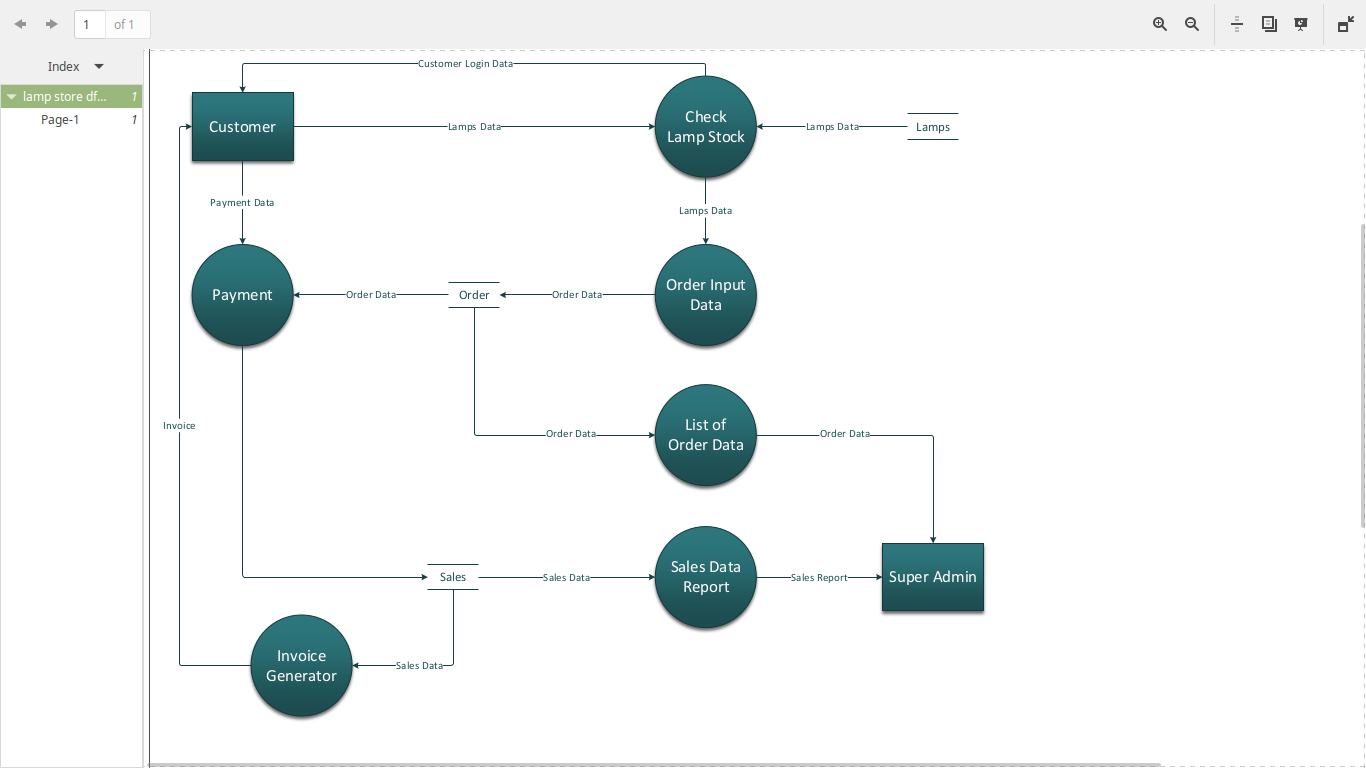 1 of 1
Index
lamp store df... 1
Page-1 1
Customer Login Data
Customer
Lamps Data
Check
Lamp Stock
Lamps Data
Lamps
Payment Data
Lamps Data
Payment
Order Data
Order
Order Data
Order Input
Data
Invoice
Order Data
List of
Order Data
Order Data
Sales
Sales Data
Sales Data
Report
Sales Report
Super Admin
Invoice
Generator
Sales Data